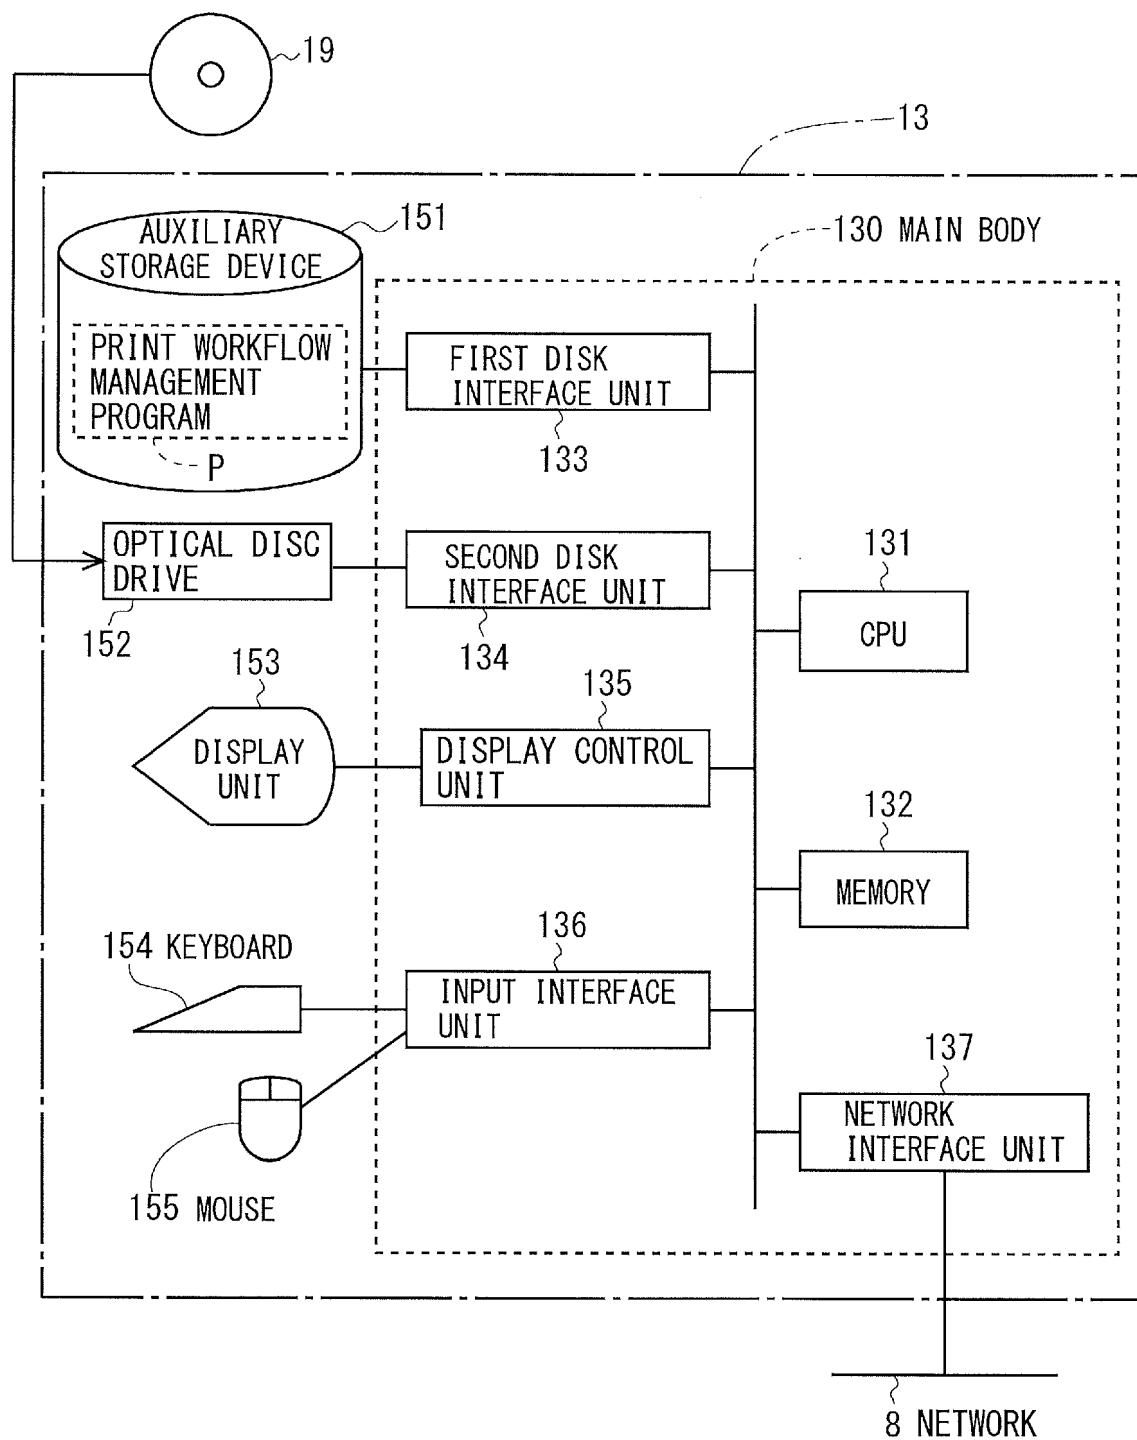 19
13
151
AUXILIARY
STORAGE DEVICE
130 MAIN BODY
PRINT WORKFLOW
MANAGEMENT
PROGRAM
P
FIRST DISK
INTERFACE UNIT
133
OPTICAL DISC
DRIVE
152
SECOND DISK
INTERFACE UNIT
134
131
CPU
153
DISPLAY
UNIT
135
DISPLAY CONTROL
UNIT
132
MEMORY
154 KEYBOARD
136
INPUT INTERFACE
UNIT
155 MOUSE
137
NETWORK
INTERFACE UNIT
8 NETWORK